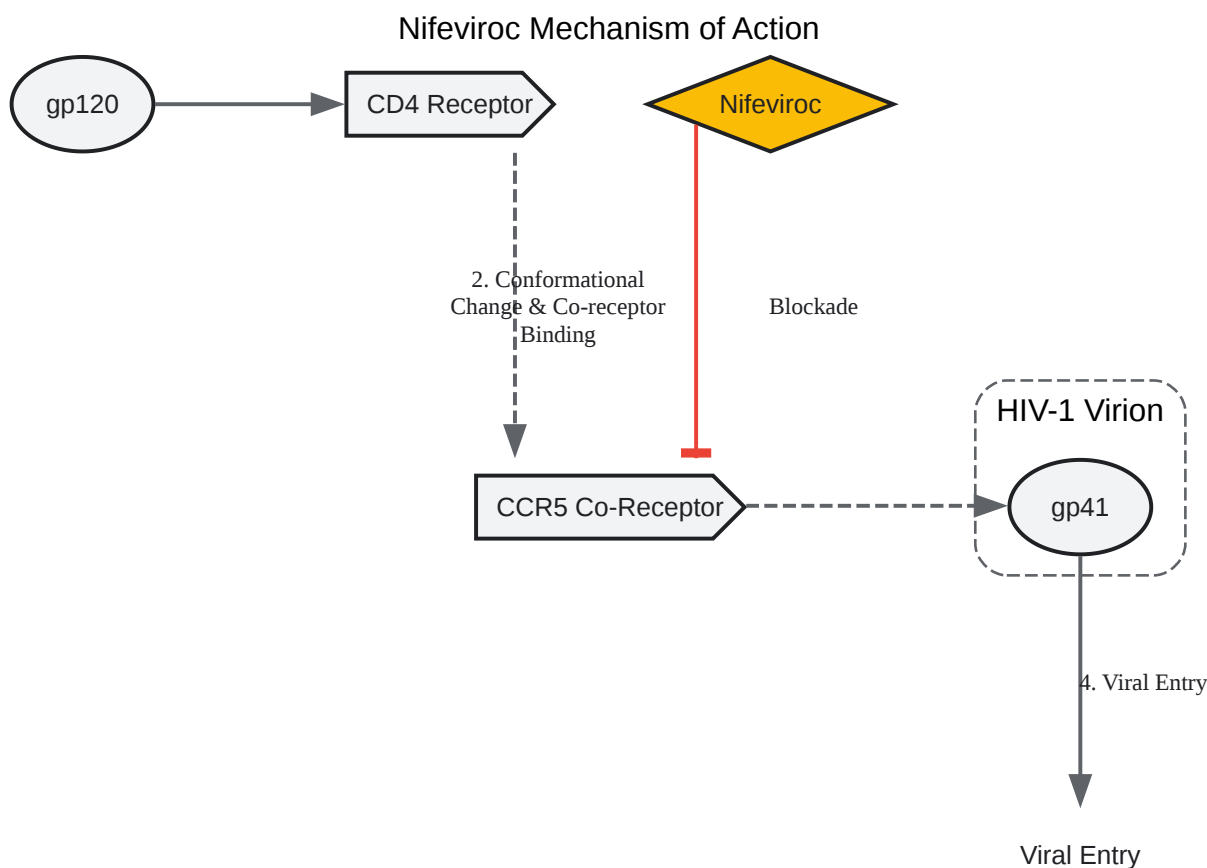 Nifeviroc Mechanism of Action
gp120
CD4 Receptor
Nifeviroc
2. Conformational
Change & Co-receptor
Binding
Blockade
HIV-1 Virion
CCR5 Co-Receptor
gp41
4. Viral Entry
Viral Entry